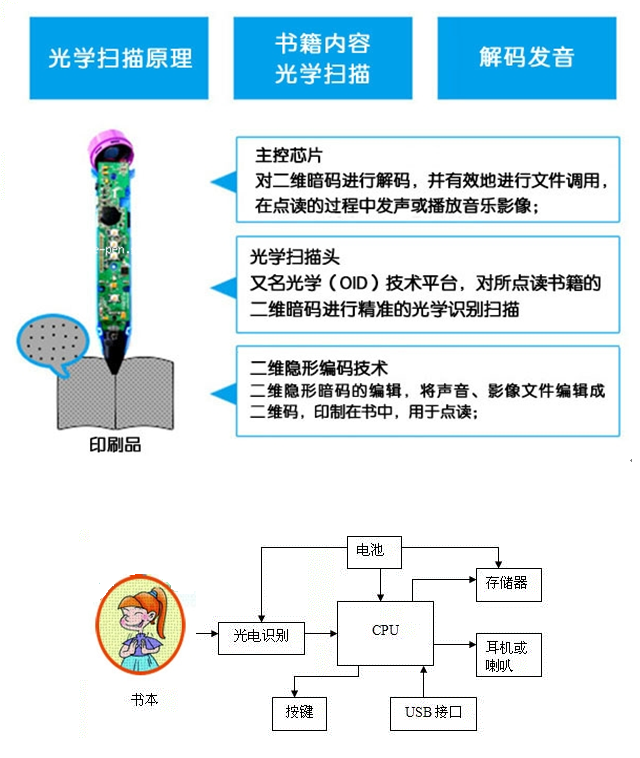 光学扫描原理
书籍内容
光学扫描
解码发音
主控芯片
对二维暗码进行解码，并有效地进行文件调用，
在点读的过程中发声或播放音乐影像；
光学扫描头
又名光学（OID）技术平台，对所点读书籍的
二维暗码进行精准的光学识别扫描
二维隐形编码技术
二维隐形暗码的编辑，将声音、影像文件编辑成
二维码，印制在书中，用于点读；
e-pen.
印刷品
电池
存储器
光电识别
CPU
耳机或
喇叭
书本
按键
USB 接口